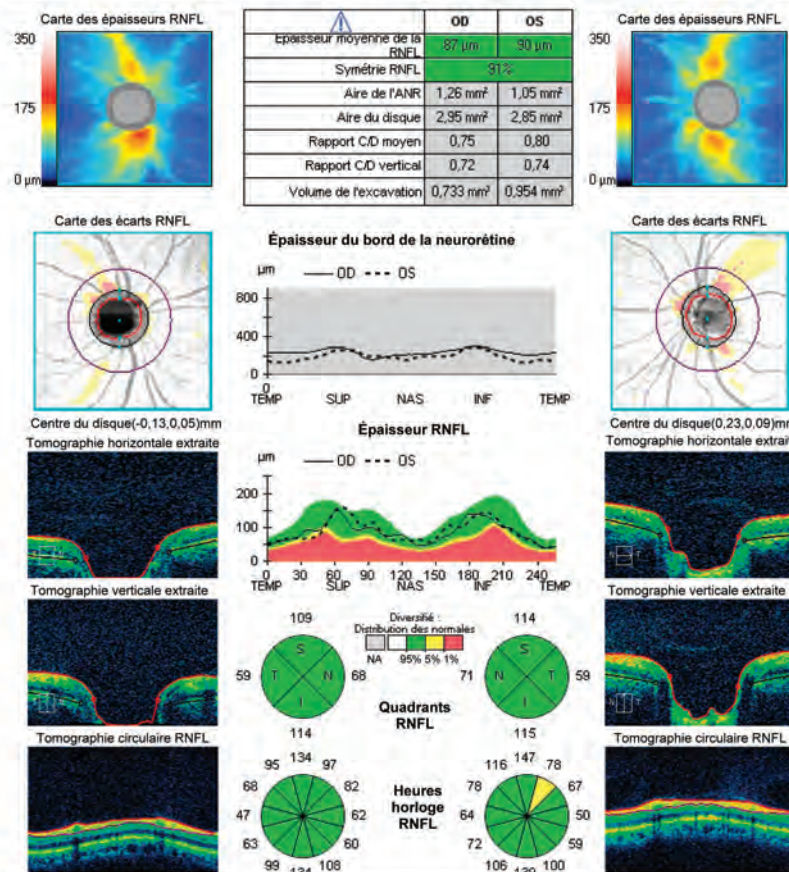 Carte des épaisseurs RNFL
350
175
0 µm
OD OS
Epaisseur moyenne de la RNFL 87 µm 90 µm
Symétrie RNFL 91%
Aire de l'ANR 1,26 mm² 1,05 mm²
Aire du disque 2,95 mm² 2,85 mm²
Rapport C/D moyen 0,75 0,80
Rapport C/D vertical 0,72 0,74
Volume de l'excavation 0,733 mm³ 0,954 mm³
Carte des épaisseurs RNFL
350
175
0 µm
Carte des écarts RNFL
Centre du disque(-0,13,0,05)mm
Épaisseur du bord de la neurorétine
µm
OD OS
800
400
0
TEMP SUP NAS INF TEMP
Carte des écarts RNFL
Centre du disque(0,23,0,09)mm
Tomographie horizontale extraite
Épaisseur RNFL
µm
OD OS
200
100
0
0 30 60 90 120 150 180 210 240
TEMP SUP NAS INF TEMP
Tomographie horizontale extrait
N T
Tomographie verticale extraite
109
S
59 T N 68
I
114
Diversifié :
Distribution des normales
NA 95% 5% 1%
Quadrants
RNFL
114
S
71 N T 59
I
115
Tomographie verticale extraite
Tomographie circulaire RNFL
95 134 97
68 82
47 62
63 60
99 134 108
Heures
horloge
RNFL
116 147 78
78 67
64 50
72 59
106 139 100
Tomographie circulaire RNFL